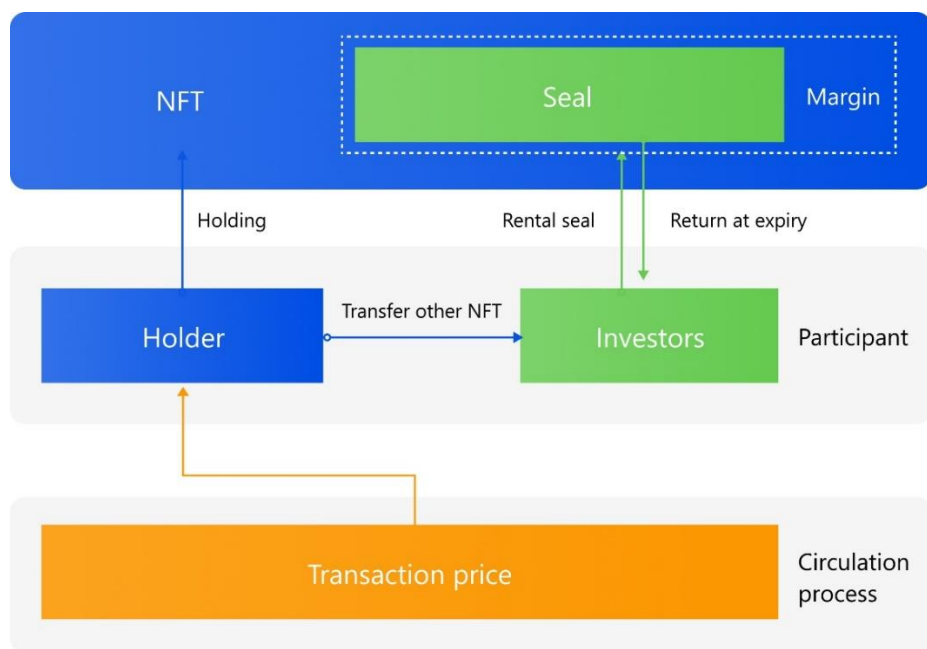 NFT
Seal
Margin
Holding
Rental seal
Return at expiry
Holder
Transfer other NFT
Investors
Participant
Transaction price
Circulation
process